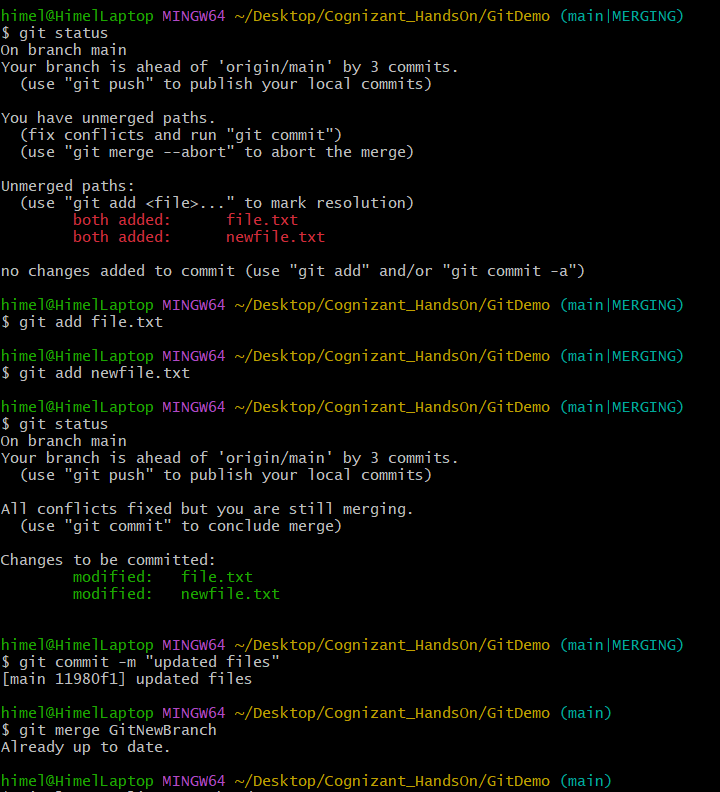 himel@HimelLaptop MINGW64 ~/Desktop/Cognizant_HandsOn/GitDemo (main|MERGING)
$ git status
On branch main
Your branch is ahead of 'origin/main' by 3 commits.
  (use "git push" to publish your local commits)

You have unmerged paths.
  (fix conflicts and run "git commit")
  (use "git merge --abort" to abort the merge)

Unmerged paths:
  (use "git add <file>..." to mark resolution)
        both added:      file.txt
        both added:      newfile.txt

no changes added to commit (use "git add" and/or "git commit -a")

himel@HimelLaptop MINGW64 ~/Desktop/Cognizant_HandsOn/GitDemo (main|MERGING)
$ git add file.txt

himel@HimelLaptop MINGW64 ~/Desktop/Cognizant_HandsOn/GitDemo (main|MERGING)
$ git add newfile.txt

himel@HimelLaptop MINGW64 ~/Desktop/Cognizant_HandsOn/GitDemo (main|MERGING)
$ git status
On branch main
Your branch is ahead of 'origin/main' by 3 commits.
  (use "git push" to publish your local commits)

All conflicts fixed but you are still merging.
  (use "git commit" to conclude merge)

Changes to be committed:
        modified:   file.txt
        modified:   newfile.txt

himel@HimelLaptop MINGW64 ~/Desktop/Cognizant_HandsOn/GitDemo (main|MERGING)
$ git commit -m "updated files"
[main 11980f1] updated files

himel@HimelLaptop MINGW64 ~/Desktop/Cognizant_HandsOn/GitDemo (main)
$ git merge GitNewBranch
Already up to date.

himel@HimelLaptop MINGW64 ~/Desktop/Cognizant_HandsOn/GitDemo (main)